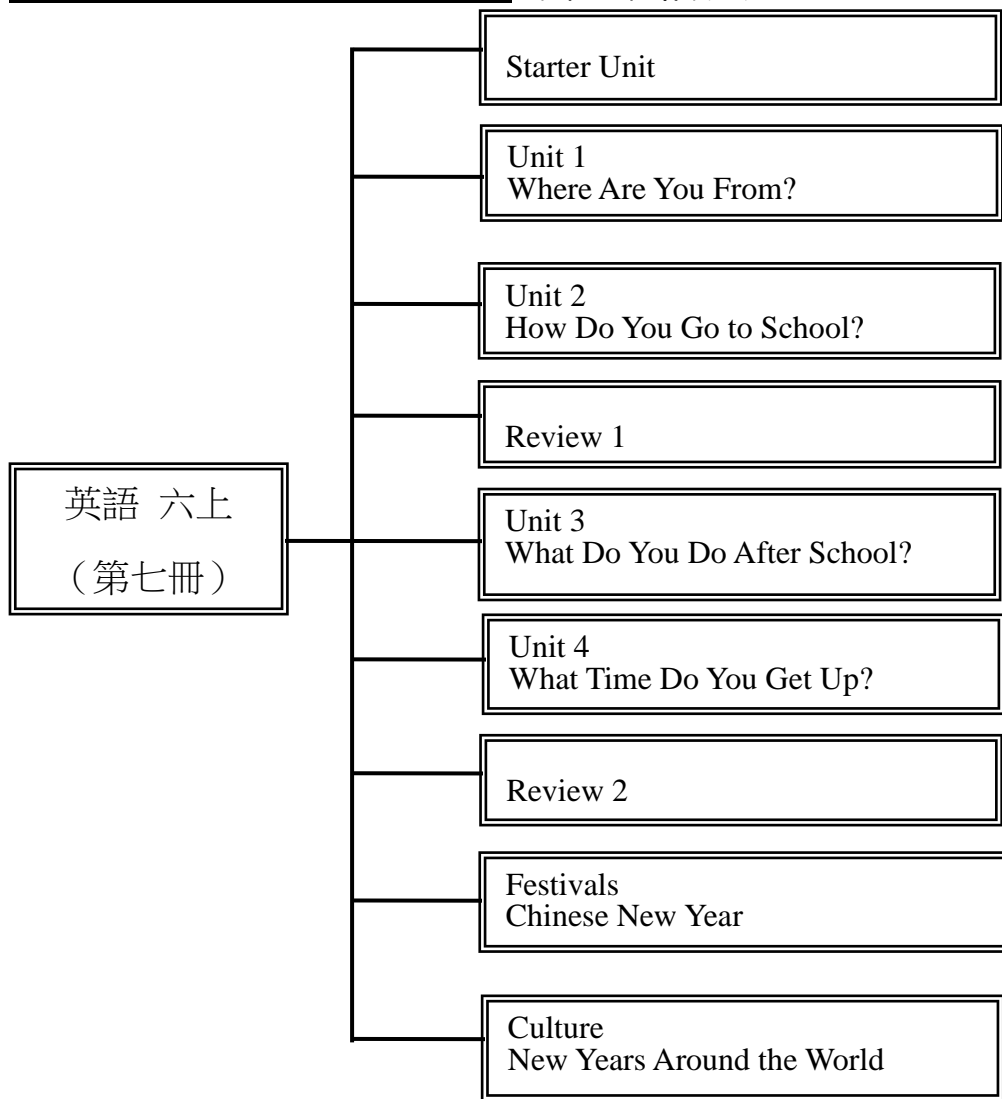 Starter Unit
Unit 1
Where Are You From?
Unit 2
How Do You Go to School?
Review 1
英語 六上
（第七冊）
Unit 3
What Do You Do After School?
Unit 4
What Time Do You Get Up?
Review 2
Festivals
Chinese New Year
Culture
New Years Around the World